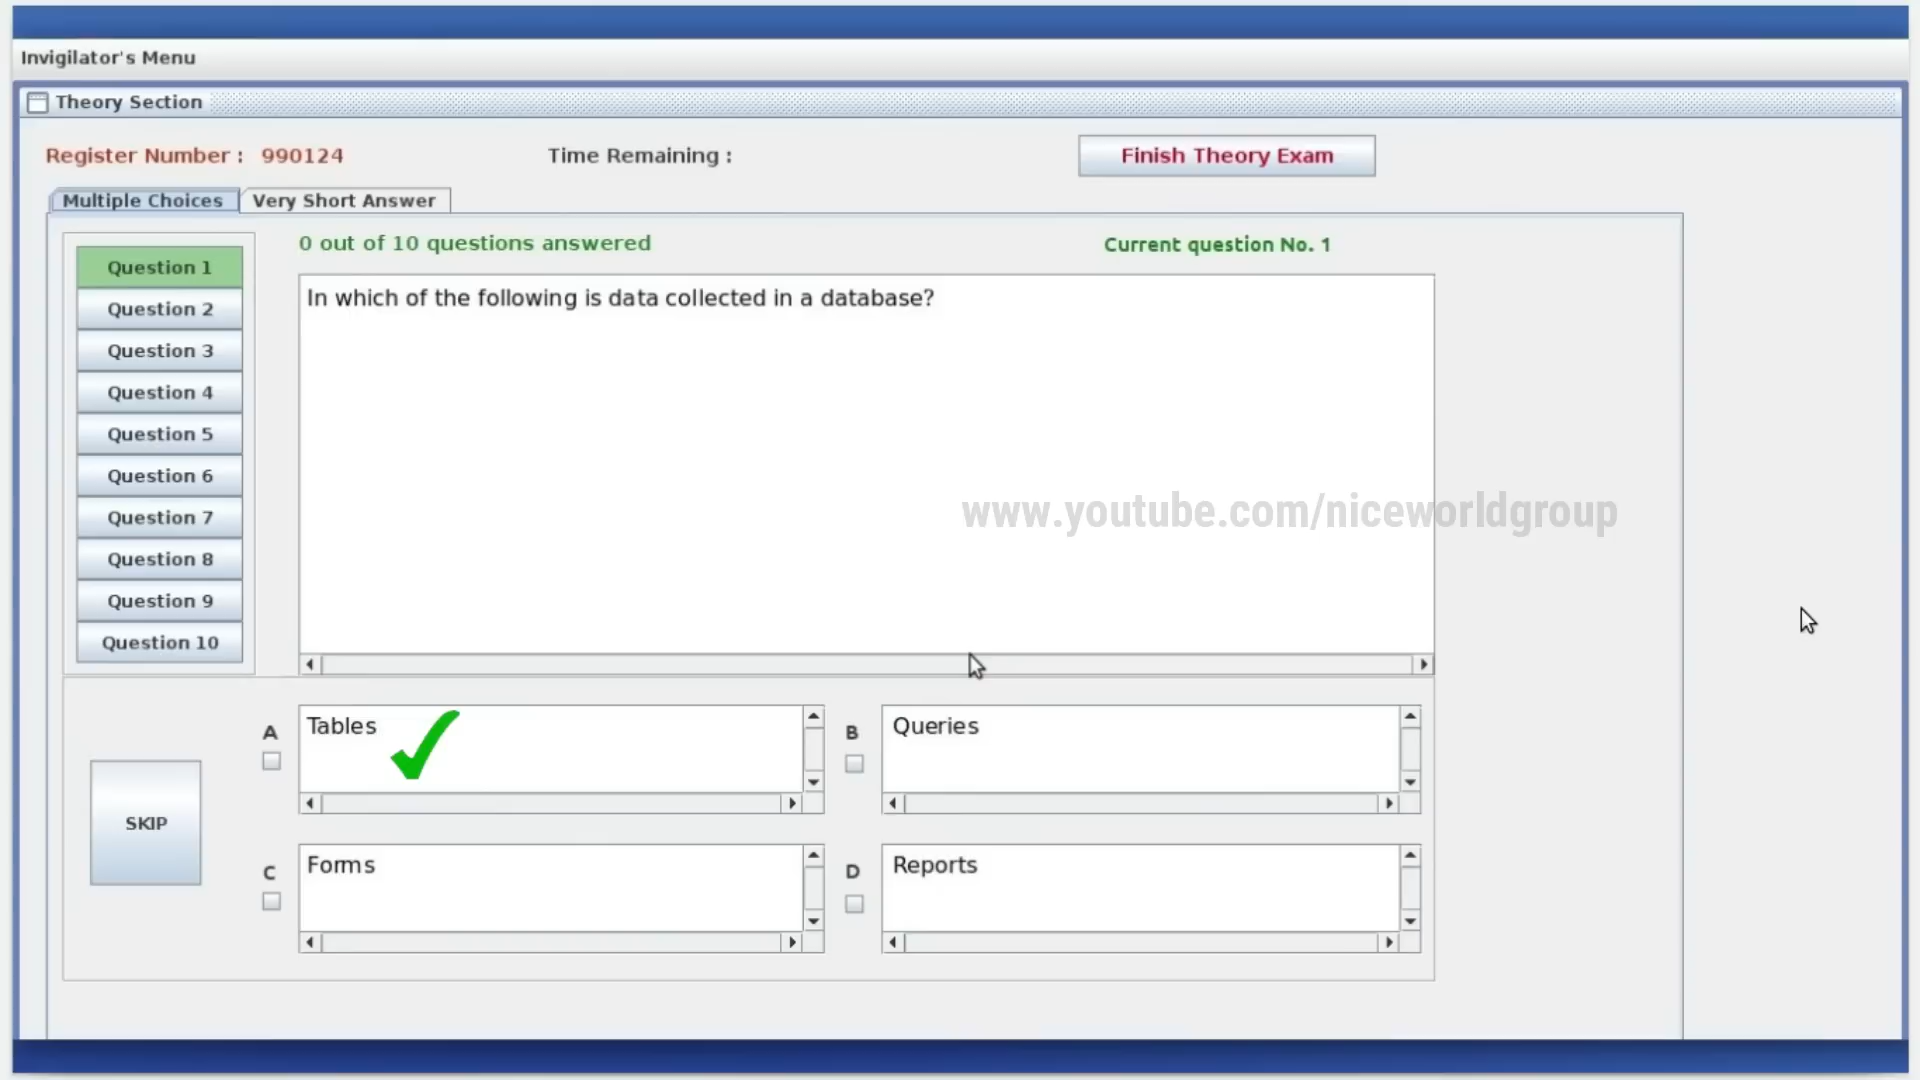 Invigilator's Menu
Theory Section
Register Number : 990124
Time Remaining :
Finish Theory Exam
Multiple Choices
Very Short Answer
0 out of 10 questions answered
Current question No. 1
Question 1
Question 2
Question 3
Question 4
Question 5
Question 6
Question 7
Question 8
Question 9
Question 10
In which of the following is data collected in a database?
www.youtube.com/niceworldgroup
SKIP
A
Tables
B
Queries
C
Forms
D
Reports